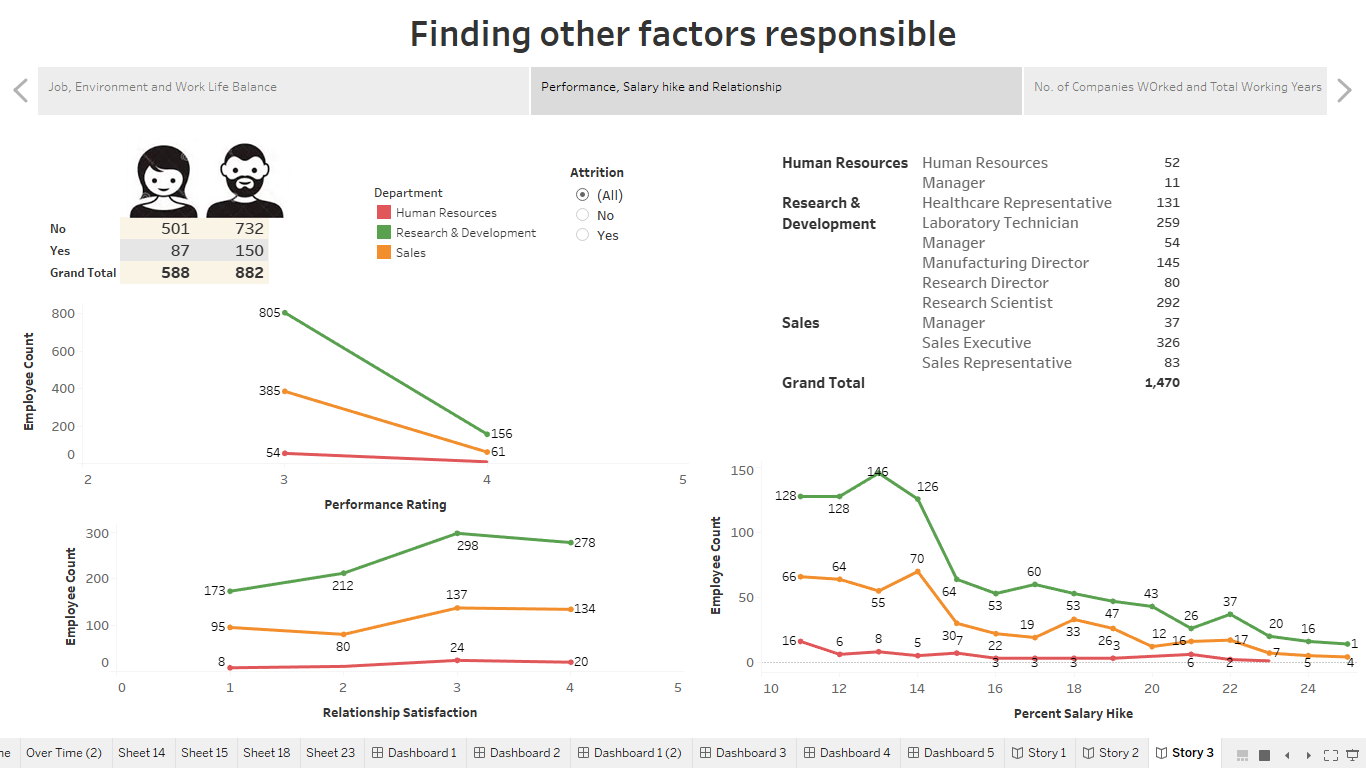 Finding other factors responsible
Job, Environment and Work Life Balance
Performance, Salary hike and Relationship
No. of Companies WOrked and Total Working Years
No 501 732
Yes 87 150
Grand Total 588 882
Department
Human Resources
Research & Development
Sales
Attrition
(All)
No
Yes
Human Resources Human Resources 52
Manager 11
Research & Healthcare Representative 131
Development Laboratory Technician 259
Manager 54
Manufacturing Director 145
Research Director 80
Research Scientist 292
Sales Manager 37
Sales Executive 326
Sales Representative 83
Grand Total 1,470
Employee Count
800
600
400
200
0
805
385
54
156
61
2 3 4 5
Performance Rating
Employee Count
300
200
100
0
173 212 298 278
95 80 137 134
8 24 20
0 1 2 3 4 5
Relationship Satisfaction
Employee Count
150
100
50
0
128 128 146 126 64 53 60 53 47 43 26 37 20 16 1
66 64 55 70 30 22 19 33 26 12 16 17 7 5 4
16 6 8 5 7 3 3 3 3 6 2
10 12 14 16 18 20 22 24
Percent Salary Hike
ne Over Time (2) Sheet 14 Sheet 15 Sheet 18 Sheet 23 Dashboard 1 Dashboard 2 Dashboard 1 (2) Dashboard 3 Dashboard 4 Dashboard 5 Story 1 Story 2 Story 3